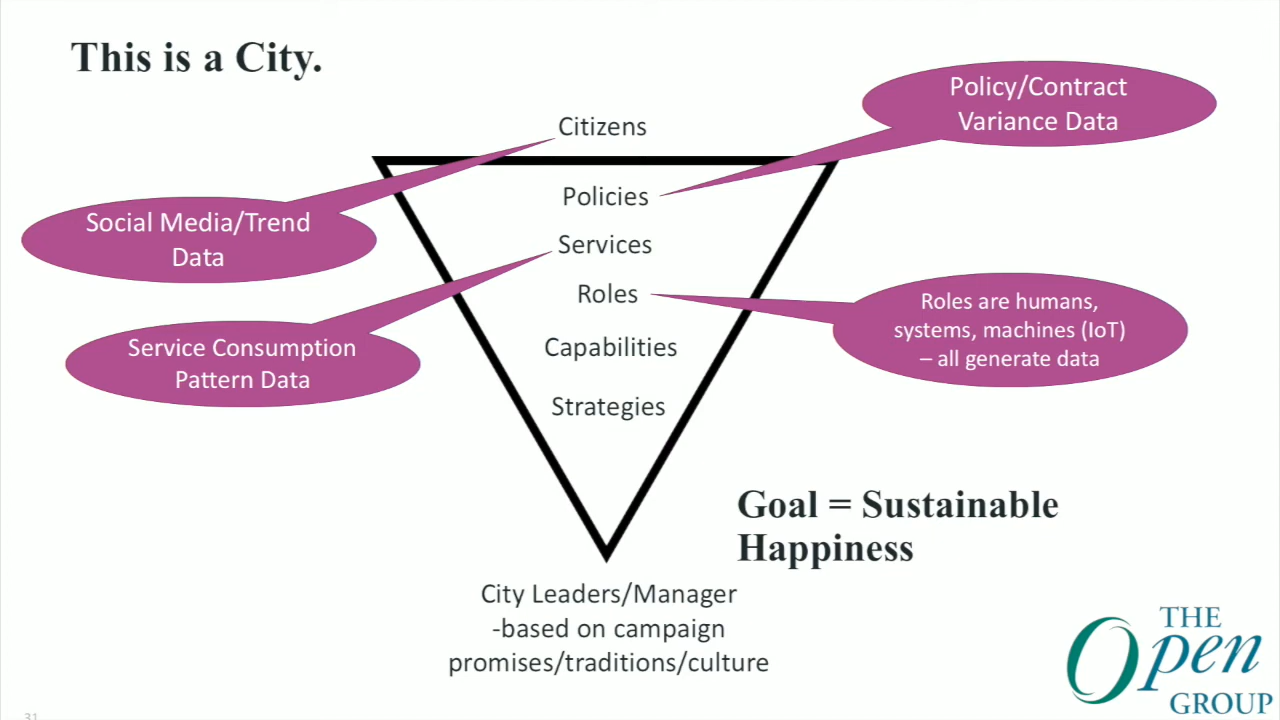 This is a City.
Policy/Contract
Variance Data
Citizens
Policies
Social Media/Trend
Data
Services
Roles
Roles are humans,
systems, machines (IoT)
– all generate data
Service Consumption
Pattern Data
Capabilities
Strategies
Goal = Sustainable
Happiness
City Leaders/Manager
-based on campaign
promises/traditions/culture
THE
Open
GROUP
31